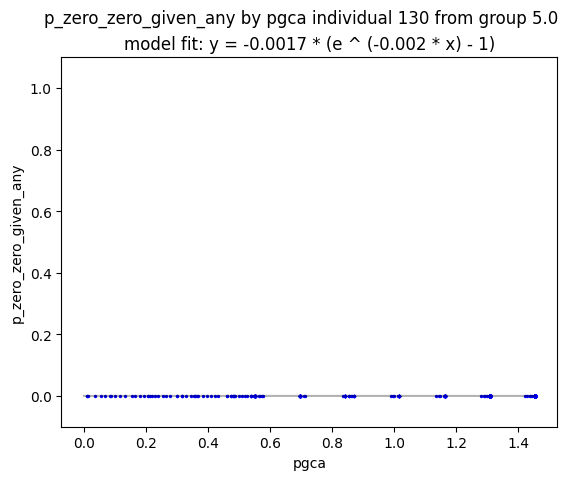 p_zero_zero_given_any by pgca individual 130 from group 5.0
model fit: y = -0.0017 * (e ^ (-0.002 * x) - 1)
1.0
0.8
0.6
0.4
0.2
0.0
p_zero_zero_given_any
0.0 0.2 0.4 0.6 0.8 1.0 1.2 1.4
pgca